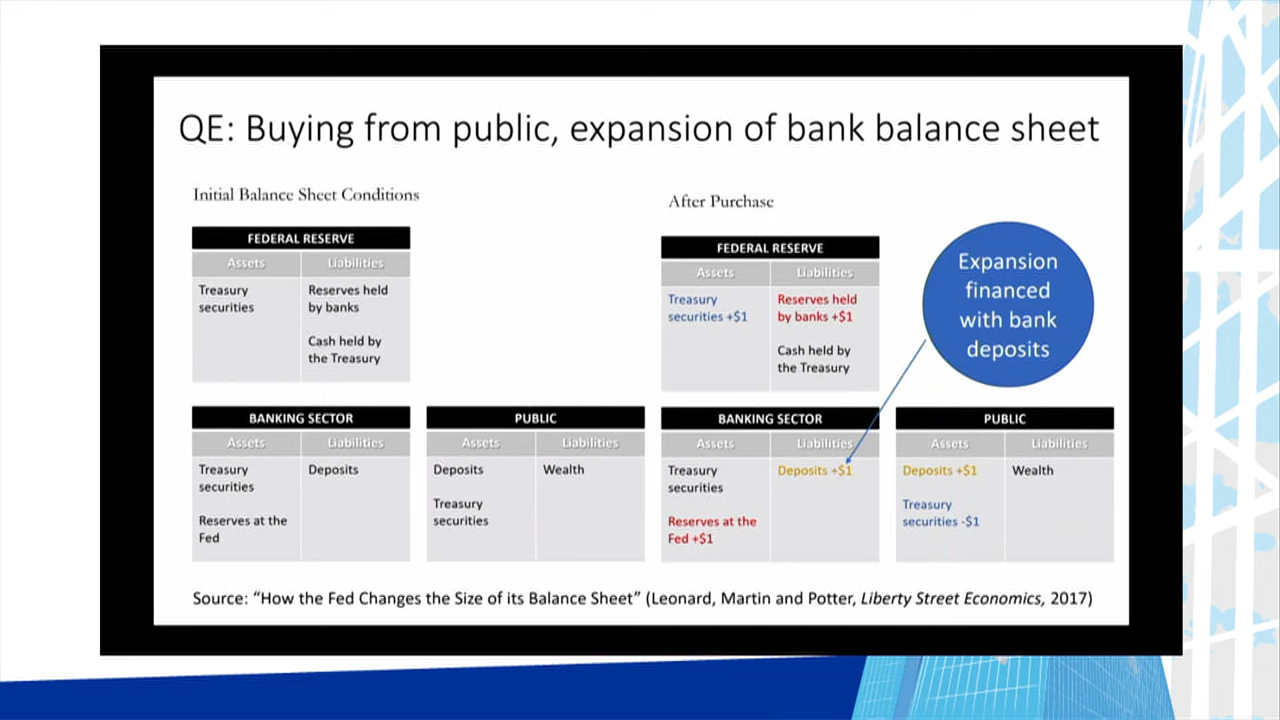 QE: Buying from public, expansion of bank balance sheet
Initial Balance Sheet Conditions
FEDERAL RESERVE
Assets
Liabilities
Treasury
securities
Reserves held
by banks
Cash held by
the Treasury
BANKING SECTOR
Assets
Liabilities
Treasury
securities
Reserves at the
Fed
Deposits
PUBLIC
Assets
Liabilities
Deposits
Treasury
securities
Wealth
After Purchase
FEDERAL RESERVE
Assets
Liabilities
Treasury
securities +$1
Reserves held
by banks +$1
Cash held by
the Treasury
Expansion
financed
with bank
deposits
BANKING SECTOR
Assets
Liabilities
Treasury
securities
Reserves at the
Fed +$1
Deposits +$1
PUBLIC
Assets
Liabilities
Deposits +$1
Treasury
securities -$1
Wealth
Source: “How the Fed Changes the Size of its Balance Sheet” (Leonard, Martin and Potter, Liberty Street Economics, 2017)